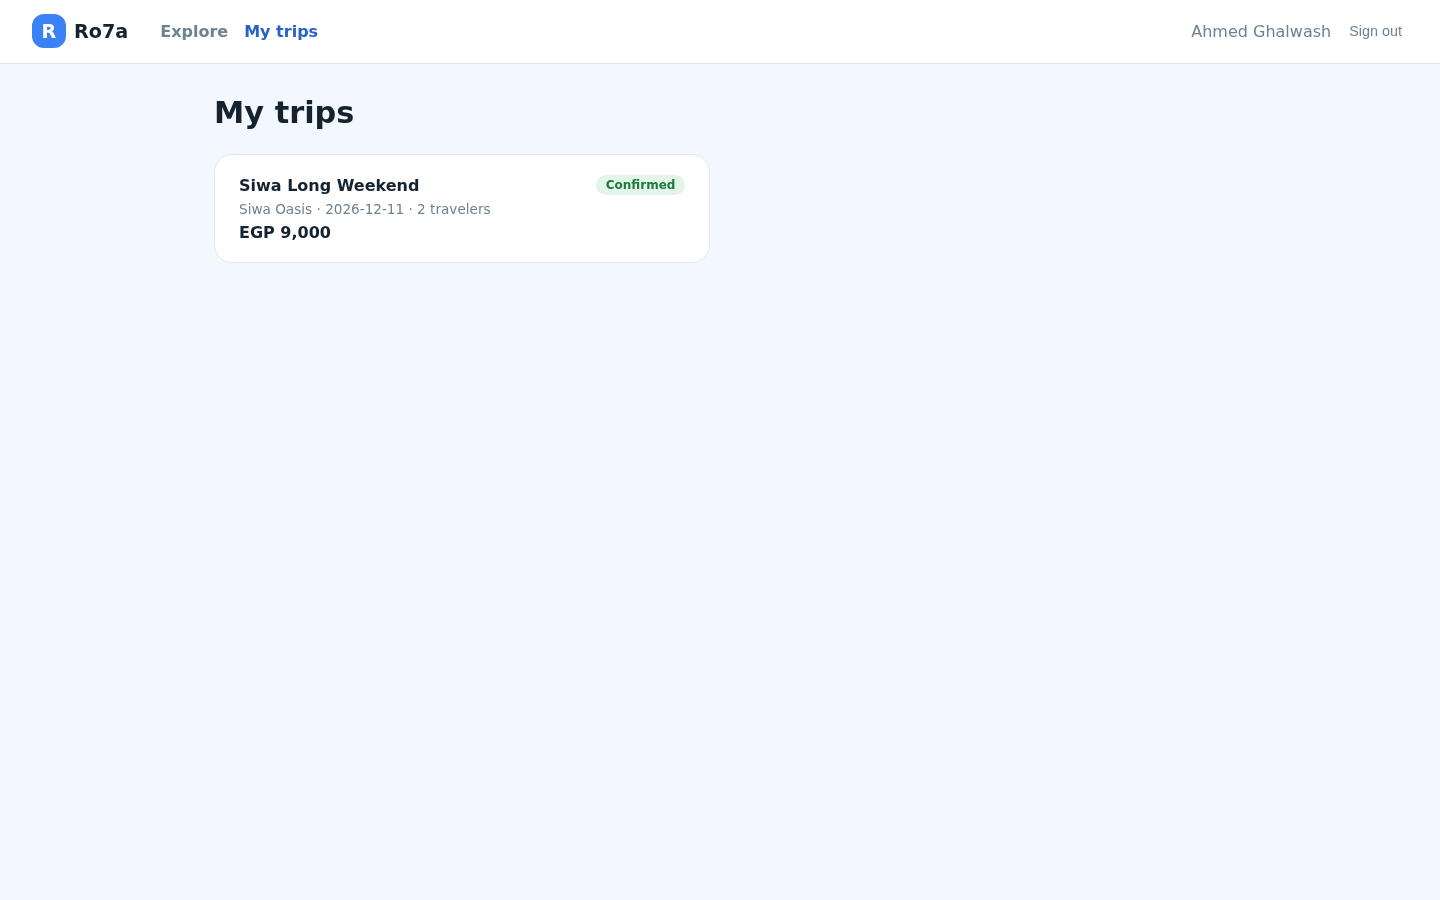 R Ro7a Explore My trips Ahmed Ghalwash Sign out
My trips
Siwa Long Weekend Confirmed
Siwa Oasis · 2026-12-11 · 2 travelers
EGP 9,000